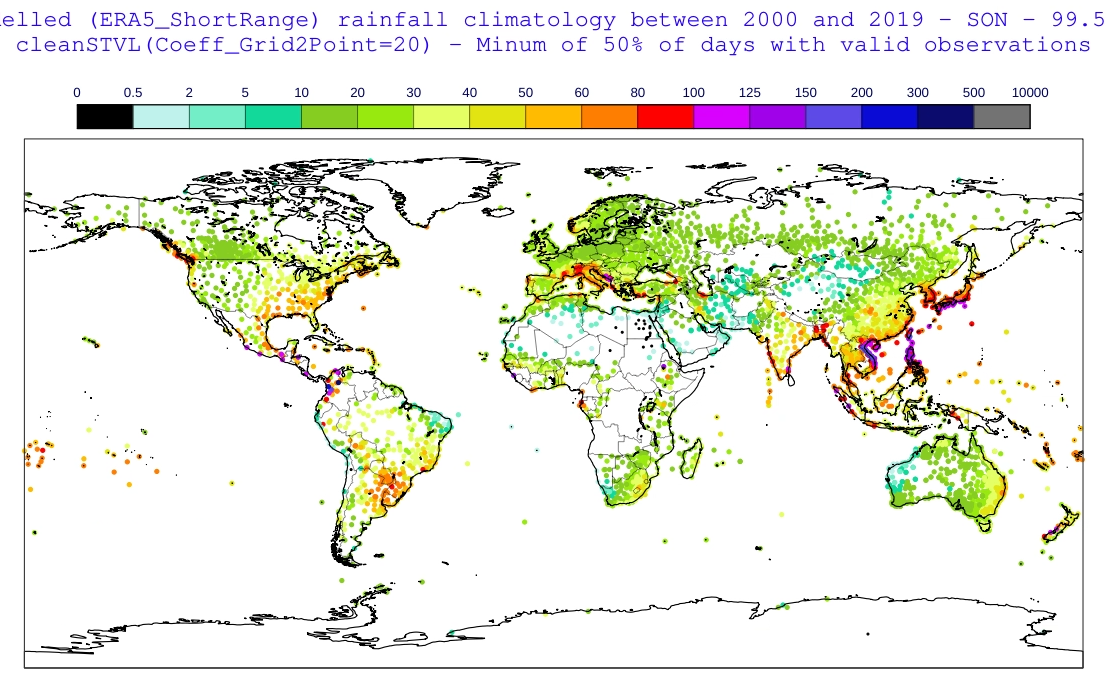 elled (ERA5_ShortRange) rainfall climatology between 2000 and 2019 - SON - 99.5
cleanSTVL(Coeff_Grid2Point=20) - Minum of 50% of days with valid observations
0 0.5 2 5 10 20 30 40 50 60 80 100 125 150 200 300 500 10000